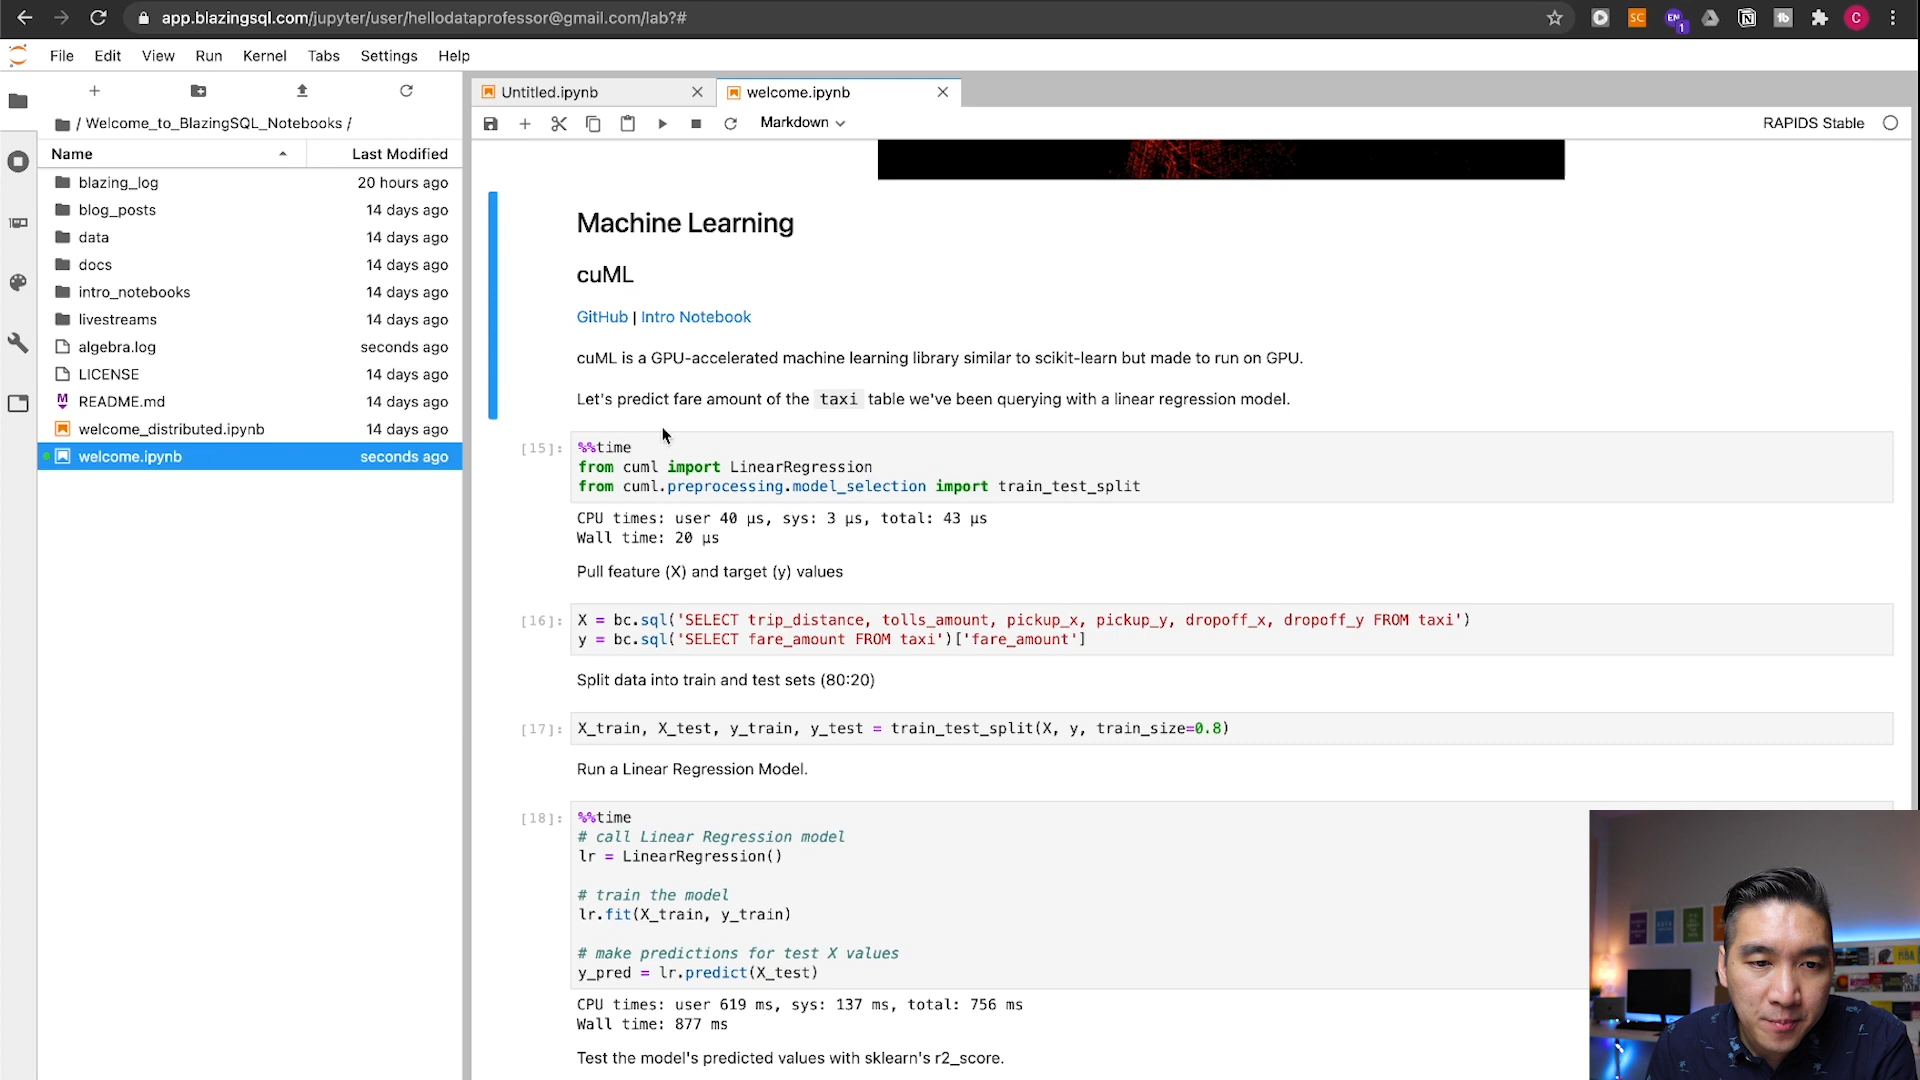 app.blazingsql.com/jupyter/user/hellodataprofessor@gmail.com/lab?#
SC
EM
1
tb
C
File Edit View Run Kernel Tabs Settings Help
Untitled.ipynb
welcome.ipynb
/ Welcome_to_BlazingSQL_Notebooks /
Markdown
RAPIDS Stable
Name Last Modified
blazing_log 20 hours ago
blog_posts 14 days ago
data 14 days ago
docs 14 days ago
intro_notebooks 14 days ago
livestreams 14 days ago
algebra.log seconds ago
LICENSE 14 days ago
README.md 14 days ago
welcome_distributed.ipynb 14 days ago
welcome.ipynb seconds ago
Machine Learning
cuML
GitHub | Intro Notebook
cuML is a GPU-accelerated machine learning library similar to scikit-learn but made to run on GPU.
Let's predict fare amount of the taxi table we've been querying with a linear regression model.
[15]: %%time
from cuml import LinearRegression
from cuml.preprocessing.model_selection import train_test_split
CPU times: user 40 µs, sys: 3 µs, total: 43 µs
Wall time: 20 µs
Pull feature (X) and target (y) values
[16]: X = bc.sql('SELECT trip_distance, tolls_amount, pickup_x, pickup_y, dropoff_x, dropoff_y FROM taxi')
y = bc.sql('SELECT fare_amount FROM taxi')['fare_amount']
Split data into train and test sets (80:20)
[17]: X_train, X_test, y_train, y_test = train_test_split(X, y, train_size=0.8)
Run a Linear Regression Model.
[18]: %%time
# call Linear Regression model
lr = LinearRegression()
# train the model
lr.fit(X_train, y_train)
# make predictions for test X values
y_pred = lr.predict(X_test)
CPU times: user 619 ms, sys: 137 ms, total: 756 ms
Wall time: 877 ms
Test the model's predicted values with sklearn's r2_score.